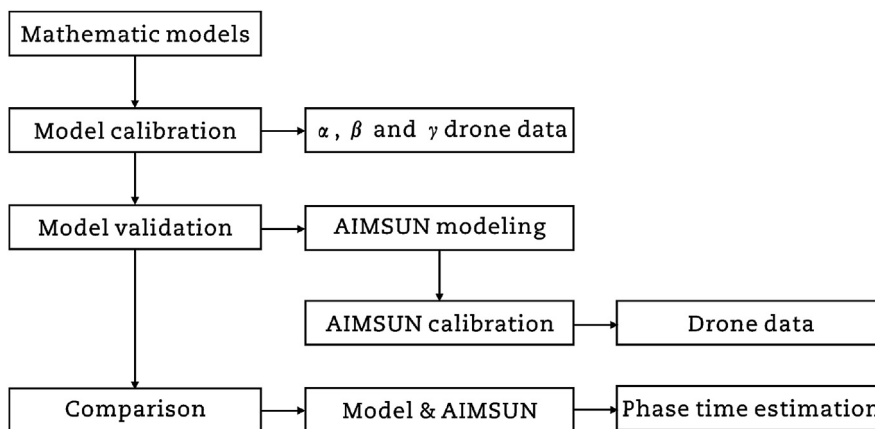 Mathematic models
Model calibration
α, β and γ drone data
Model validation
AIMSUN modeling
AIMSUN calibration
Drone data
Comparison
Model & AIMSUN
Phase time estimation